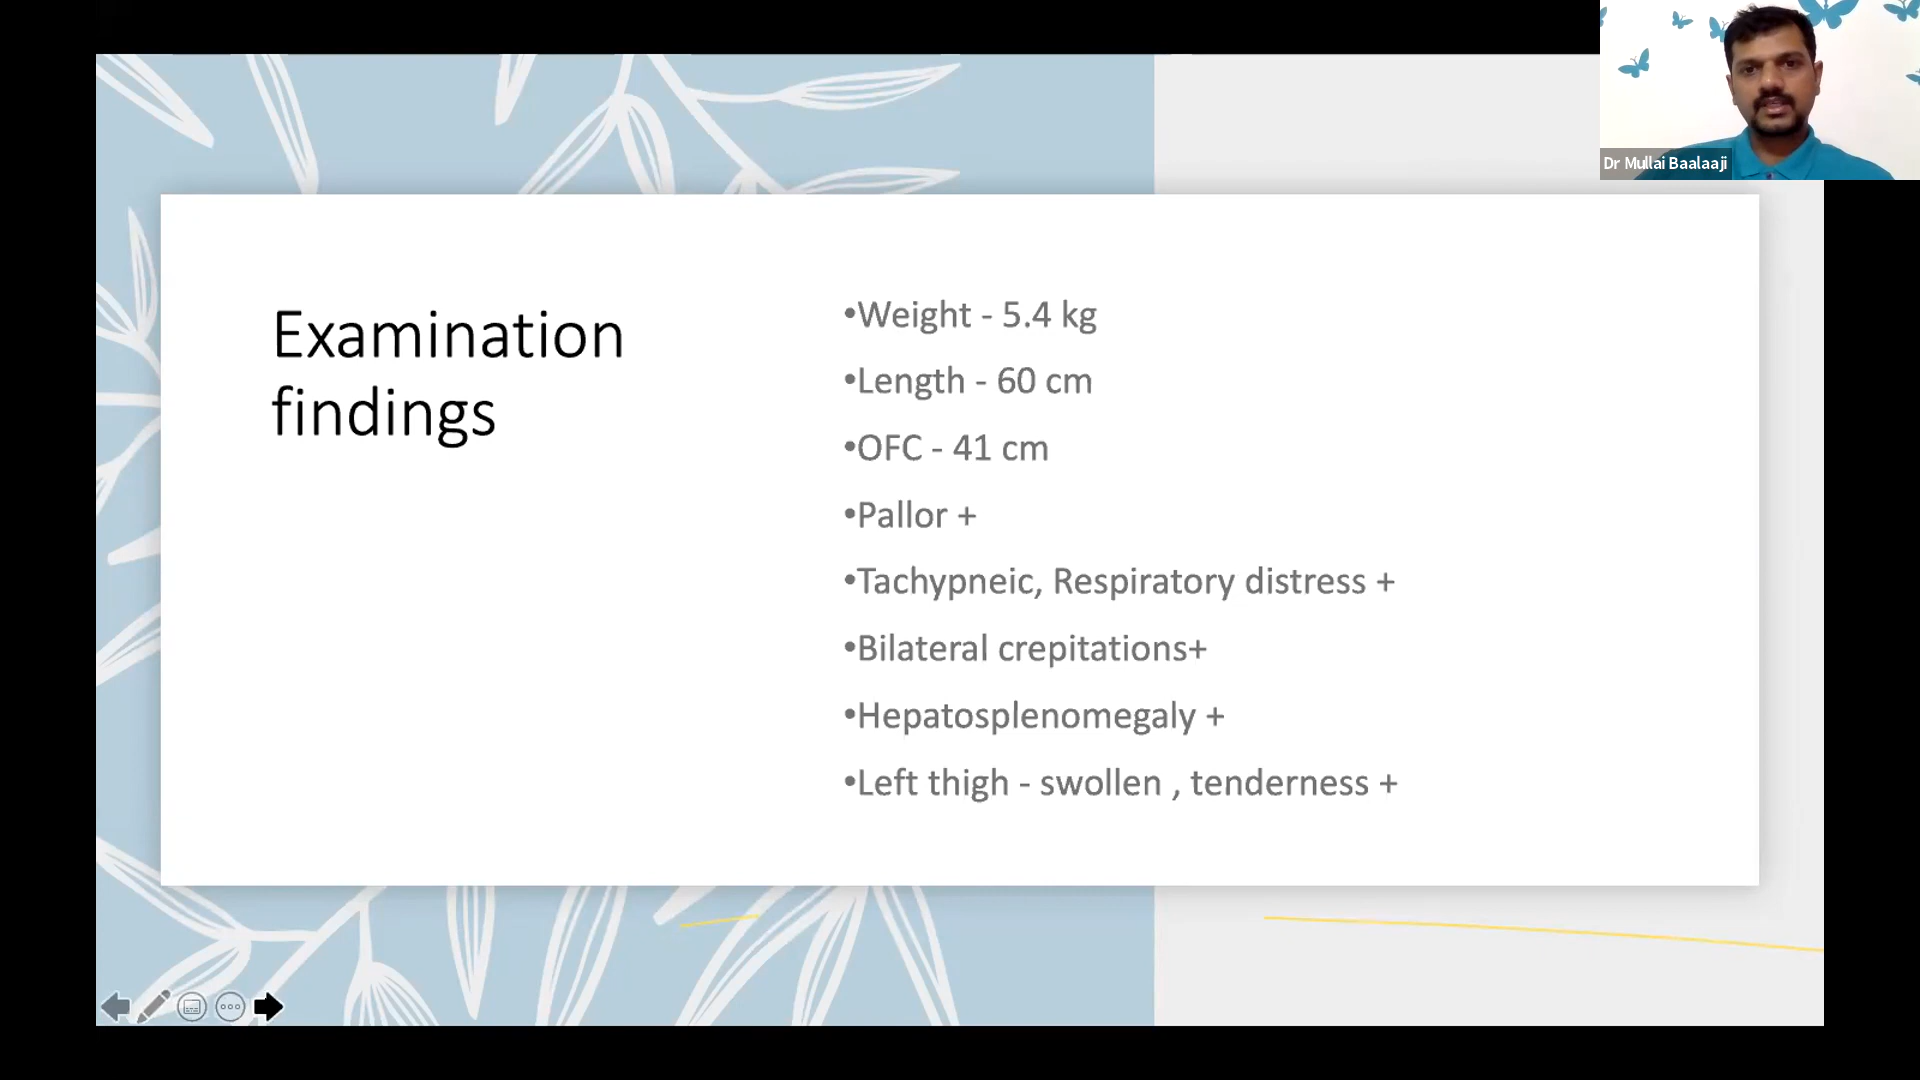 Dr Mullai Baalaaji
Examination
findings
•Weight - 5.4 kg
•Length - 60 cm
•OFC - 41 cm
•Pallor +
•Tachypneic, Respiratory distress +
•Bilateral crepitations+
•Hepatosplenomegaly +
•Left thigh - swollen , tenderness +